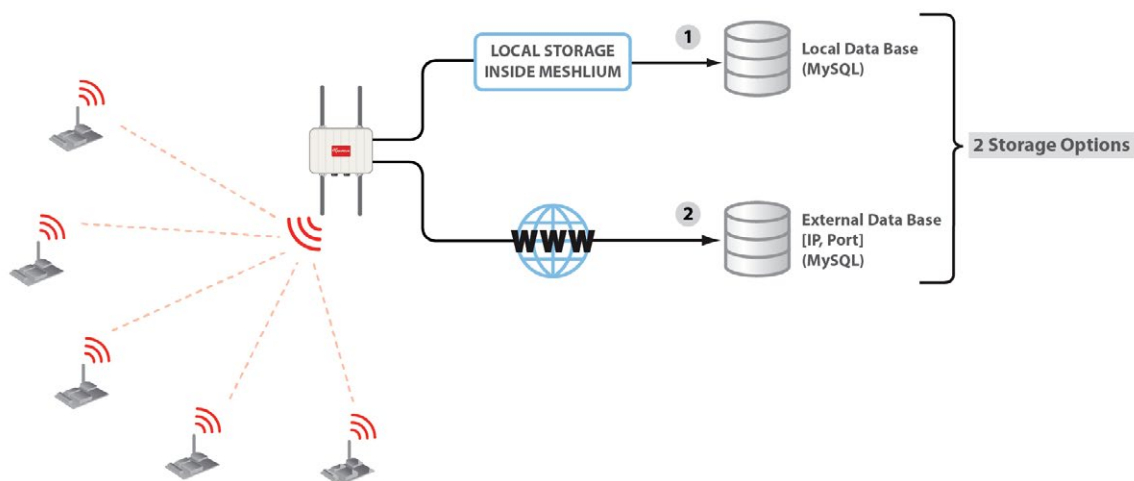 LOCAL STORAGE
INSIDE MESHLIUM
1
Local Data Base
(MySQL)
2 Storage Options
WWW
2
External Data Base
[IP, Port]
(MySQL)